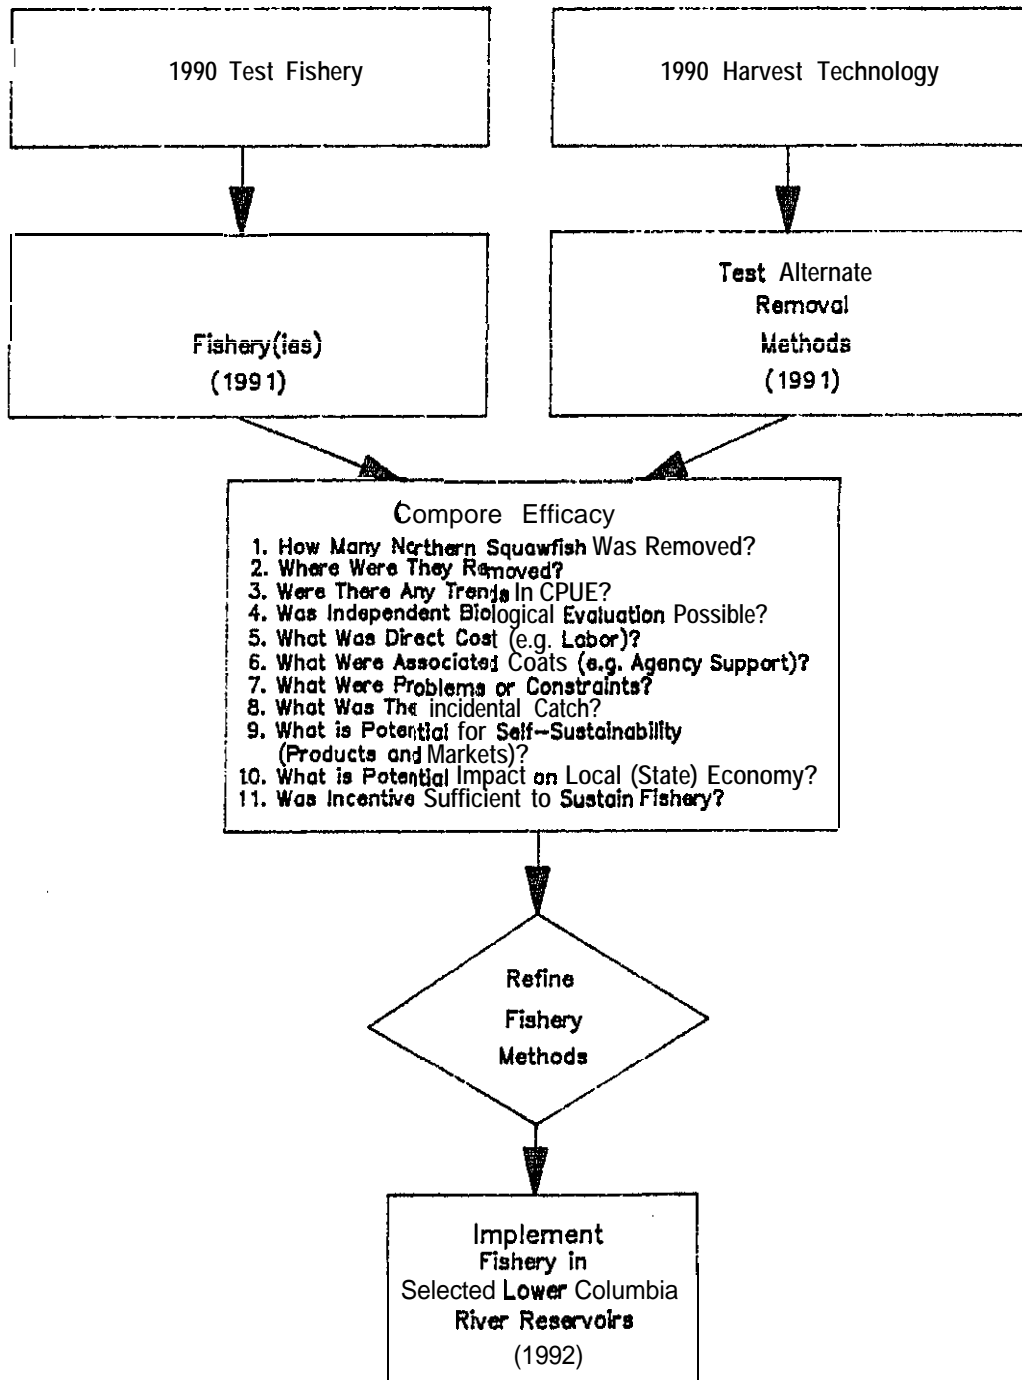 1990 Test Fishery
1990 Harvest Technology
Fishery(ies)
(1991)
Test Alternate
Removal
Methods
(1991)
Compore Efficacy
1. How Many Northern Squawfish Was Removed?
2. Where Were They Removed?
3. Were There Any Trends In CPUE?
4. Was Independent Biological Evaluation Possible?
5. What Was Direct Cost (e.g. Labor)?
6. What Were Associated Coats (e.g. Agency Support)?
7. What Were Problems or Constraints?
8. What Was The incidental Catch?
9. What is Potential for Self-Sustainability
(Products and Markets)?
10. What is Potential Impact on Local (State) Economy?
11. Was Incentive Sufficient to Sustain Fishery?
Refine
Fishery
Methods
Implement
Fishery in
Selected Lower Columbia
River Reservoirs
(1992)